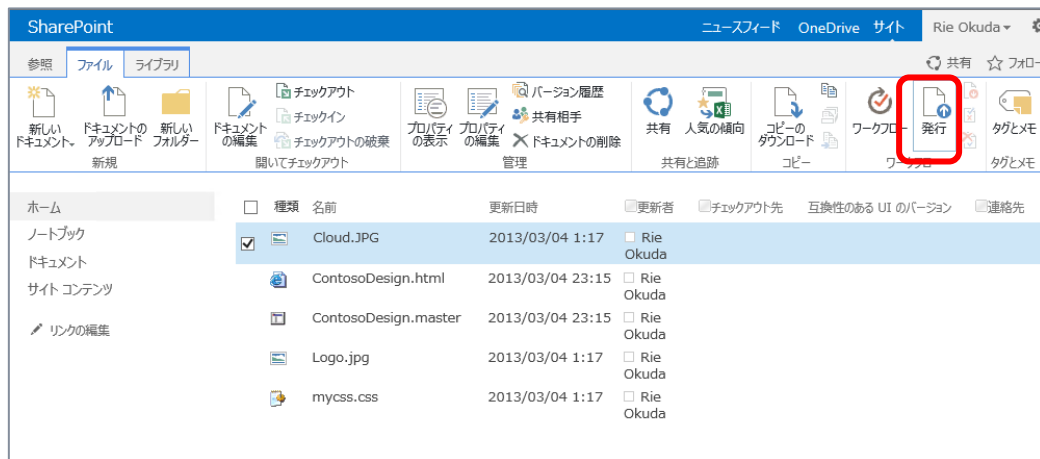 SharePoint ニュースフィード OneDrive サイト Rie Okuda
参照 ファイル ライブラリ 共有 フォロー
新しい
ドキュメント
ドキュメントの
アップロード
新しい
フォルダー
新規
ドキュメント
の編集
チェックアウト
チェックイン
チェックアウトの破棄
開いてチェックアウト
プロパティ
の表示
プロパティ
の編集
バージョン履歴
共有相手
ドキュメントの削除
管理
共有
人気の傾向
共有と追跡
コピーの
ダウンロード
コピー
ワークフロー
発行
ワークフロー
タグとメモ
タグとメモ
ホーム
ノートブック
ドキュメント
サイト コンテンツ
リンクの編集
種類 名前 更新日時 更新者 チェックアウト先 互換性のある UI のバージョン 連絡先
Cloud.JPG 2013/03/04 1:17 Rie
Okuda
ContosoDesign.html 2013/03/04 23:15 Rie
Okuda
ContosoDesign.master 2013/03/04 23:15 Rie
Okuda
Logo.jpg 2013/03/04 1:17 Rie
Okuda
mycss.css 2013/03/04 1:17 Rie
Okuda